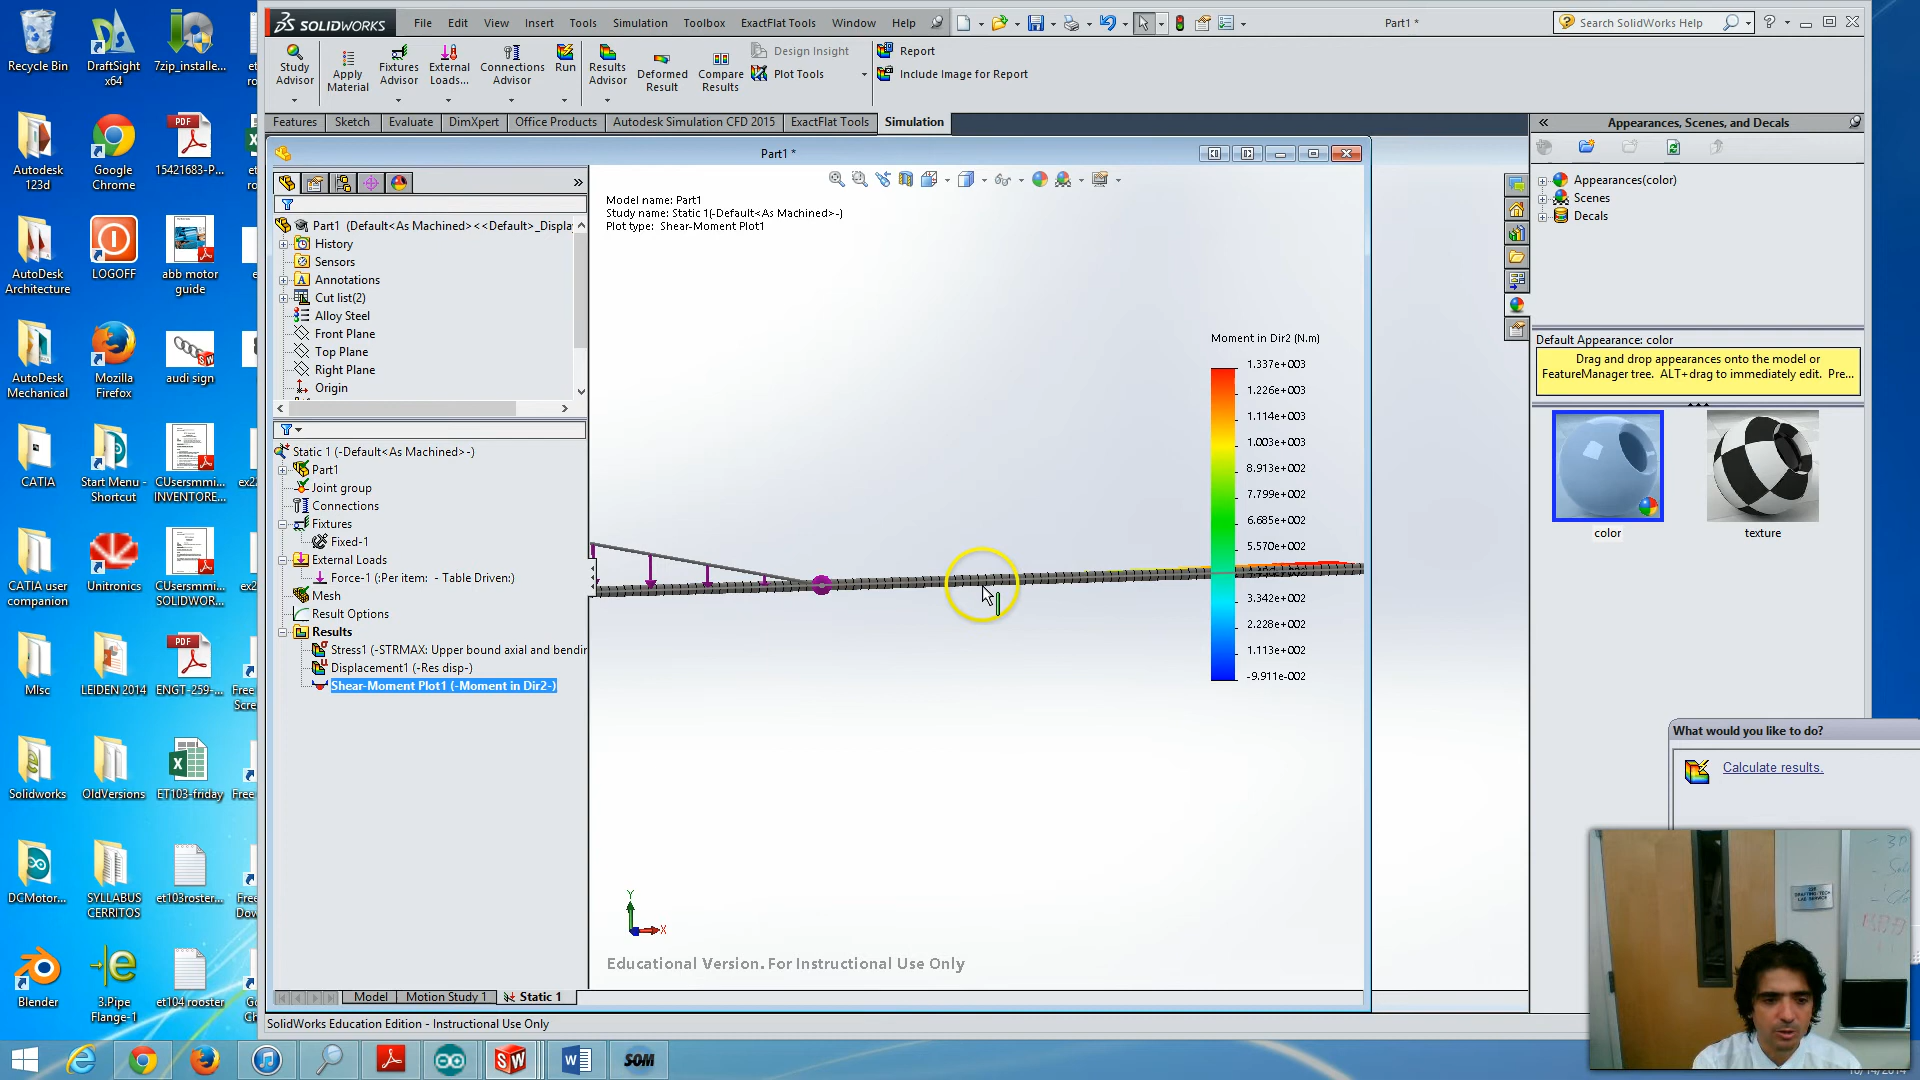 Recycle Bin
DraftSight x64
7zip_installe...
Autodesk 123d
Google Chrome
15421683-P...
AutoDesk Architecture
LOGOFF
abb motor guide
AutoDesk Mechanical
Mozilla Firefox
audi sign
CATIA
Start Menu - Shortcut
CUsersmmi... INVENTORE...
CATIA user companion
Unitronics
CUsersmmi... SOLIDWOR...
MIsc
LEIDEN 2014
ENGT-259-...
Solidworks
OldVersions
ET103-friday
DCMotor...
SYLLABUS CERRITOS
et103roster...
Blender
3.Pipe Flange-1
et104 rooster
SOLIDWORKS
File Edit View Insert Tools Simulation Toolbox ExactFlat Tools Window Help
Part1 *
Search SolidWorks Help
Study Advisor
Apply Material
Fixtures Advisor
External Loads...
Connections Advisor
Run
Results Advisor
Deformed Result
Compare Results
Design Insight
Plot Tools
Report
Include Image for Report
Features Sketch Evaluate DimXpert Office Products Autodesk Simulation CFD 2015 ExactFlat Tools Simulation
Part1 *
Part1 (Default<As Machined><<Default>_Displa
History
Sensors
Annotations
Cut list(2)
Alloy Steel
Front Plane
Top Plane
Right Plane
Origin
Static 1 (-Default<As Machined>-)
Part1
Joint group
Connections
Fixtures
Fixed-1
External Loads
Force-1 (:Per item: - Table Driven:)
Mesh
Result Options
Results
Stress1 (-STRMAX: Upper bound axial and bendin
Displacement1 (-Res disp-)
Shear-Moment Plot1 (-Moment in Dir2-)
Model name: Part1
Study name: Static 1(-Default<As Machined>-)
Plot type: Shear-Moment Plot1
Moment in Dir2 (N.m)
1.337e+003
1.226e+003
1.114e+003
1.003e+003
8.913e+002
7.799e+002
6.685e+002
5.570e+002
3.342e+002
2.228e+002
1.113e+002
-9.911e-002
Y
X
Educational Version. For Instructional Use Only
Model Motion Study 1 Static 1
SolidWorks Education Edition - Instructional Use Only
Appearances, Scenes, and Decals
Appearances(color)
Scenes
Decals
Default Appearance: color
Drag and drop appearances onto the model or
FeatureManager tree. ALT+drag to immediately edit. Pre...
color
texture
What would you like to do?
Calculate results.
SW
SOM